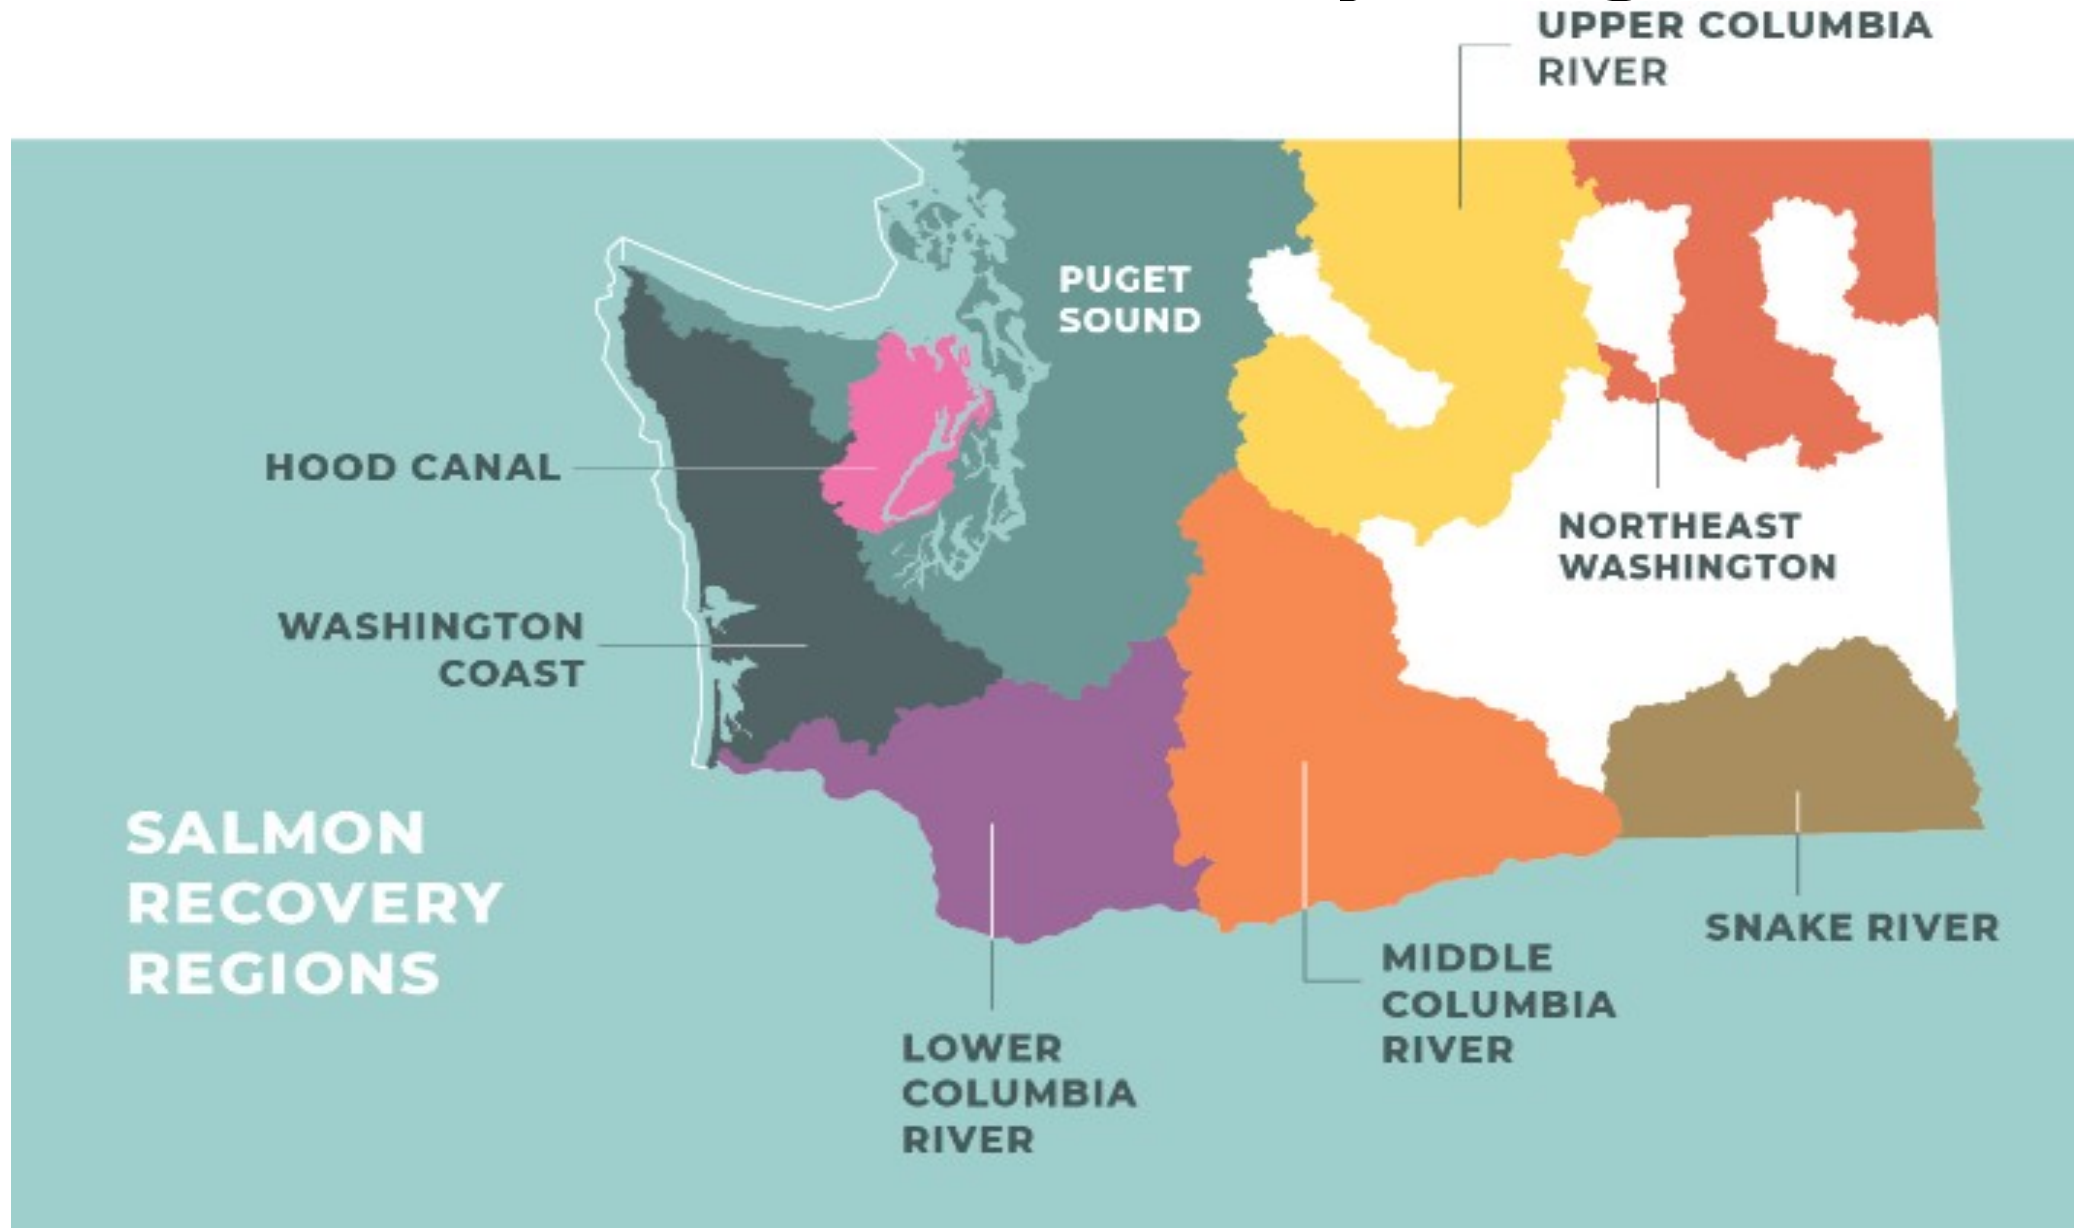 UPPER COLUMBIA
RIVER
PUGET
SOUND
HOOD CANAL
NORTHEAST
WASHINGTON
WASHINGTON
COAST
SALMON
RECOVERY
REGIONS
SNAKE RIVER
MIDDLE
COLUMBIA
RIVER
LOWER
COLUMBIA
RIVER